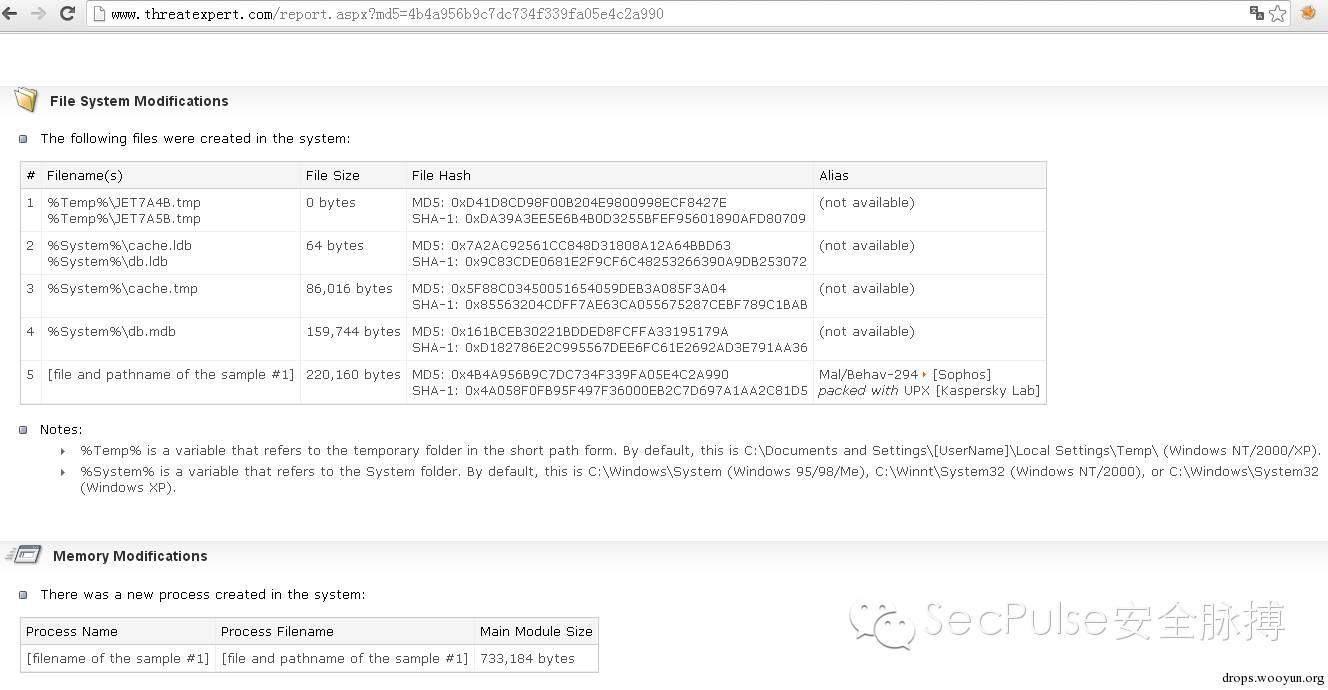 www.threatexpert.com/report.aspx?md5=4b4a956b9c7dc734f339fa05e4c2a990
File System Modifications
The following files were created in the system:
# Filename(s) File Size File Hash Alias
1 %Temp%\JET7A4B.tmp 0 bytes MD5: 0xD41D8CD98F00B204E9800998ECF8427E (not available)
%Temp%\JET7A5B.tmp SHA-1: 0xDA39A3EE5E6B4B0D3255BFEF95601890AFD80709
2 %System%\cache.ldb 64 bytes MD5: 0x7A2AC92561CC848D31808A12A64BBD63 (not available)
%System%\db.ldb SHA-1: 0x9C83CDE0681E2F9CF6C48253266390A9DB253072
3 %System%\cache.tmp 86,016 bytes MD5: 0x5F88C03450051654059DEB3A085F3A04 (not available)
SHA-1: 0x85563204CDFF7AE63CA055675287CEBF789C1BAB
4 %System%\db.mdb 159,744 bytes MD5: 0x161BCEB30221BDDED8FCFFA33195179A (not available)
SHA-1: 0xD182786E2C995567DEE6FC61E2692AD3E791AA36
5 [file and pathname of the sample #1] 220,160 bytes MD5: 0x4B4A956B9C7DC734F339FA05E4C2A990 Mal/Behav-294 [Sophos]
SHA-1: 0x4A058F0FB95F497F36000EB2C7D697A1AA2C81D5 packed with UPX [Kaspersky Lab]
Notes:
%Temp% is a variable that refers to the temporary folder in the short path form. By default, this is C:\Documents and Settings\[UserName]\Local Settings\Temp\ (Windows NT/2000/XP).
%System% is a variable that refers to the System folder. By default, this is C:\Windows\System (Windows 95/98/Me), C:\Winnt\System32 (Windows NT/2000), or C:\Windows\System32
(Windows XP).
Memory Modifications
There was a new process created in the system:
Process Name Process Filename Main Module Size
[filename of the sample #1] [file and pathname of the sample #1] 733,184 bytes
SecPulse安全脉搏
drops.wooyun.org